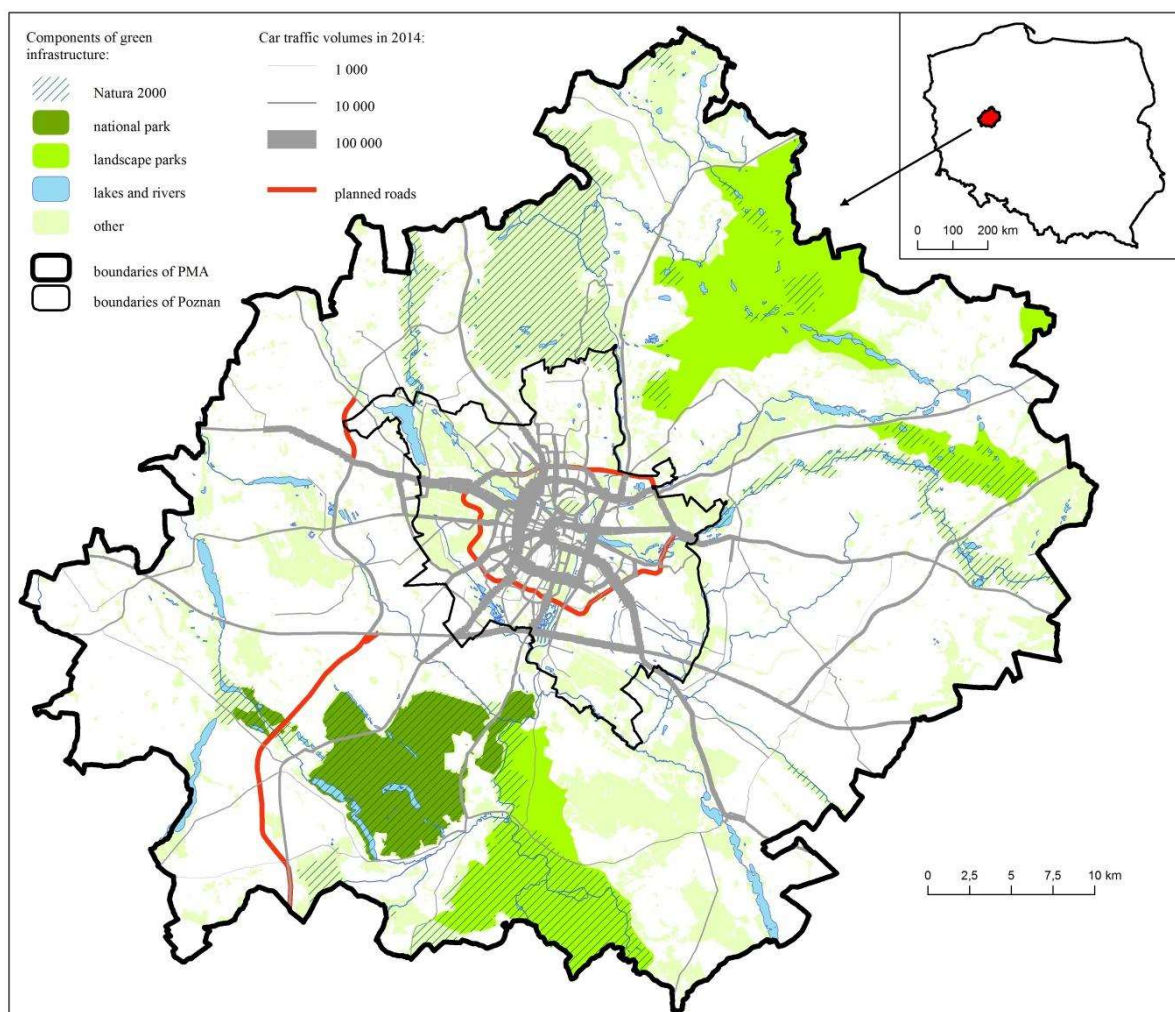 Components of green
infrastructure:
Natura 2000
national park
landscape parks
lakes and rivers
other
boundaries of PMA
boundaries of Poznan
Car traffic volumes in 2014:
1 000
10 000
100 000
planned roads
0 100 200 km
0 2,5 5 7,5 10 km